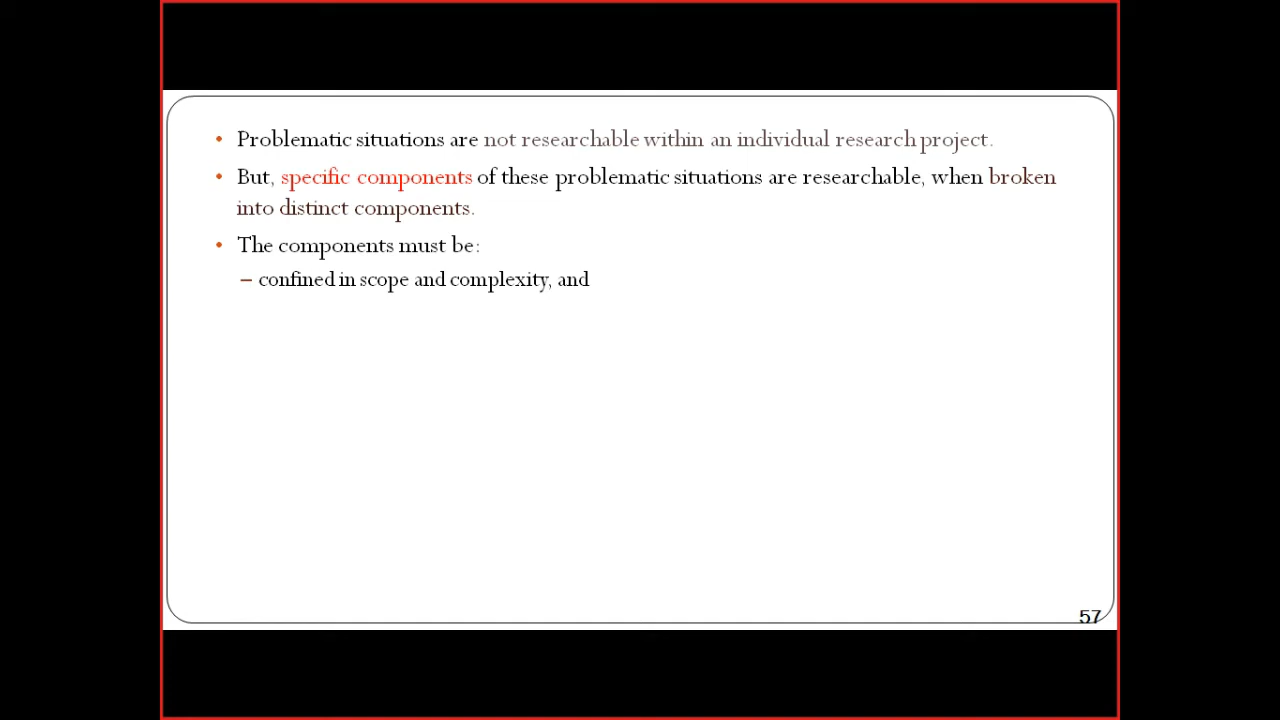 • Problematic situations are not researchable within an individual research project.
• But, specific components of these problematic situations are researchable, when broken
into distinct components.
• The components must be:
– confined in scope and complexity, and
57